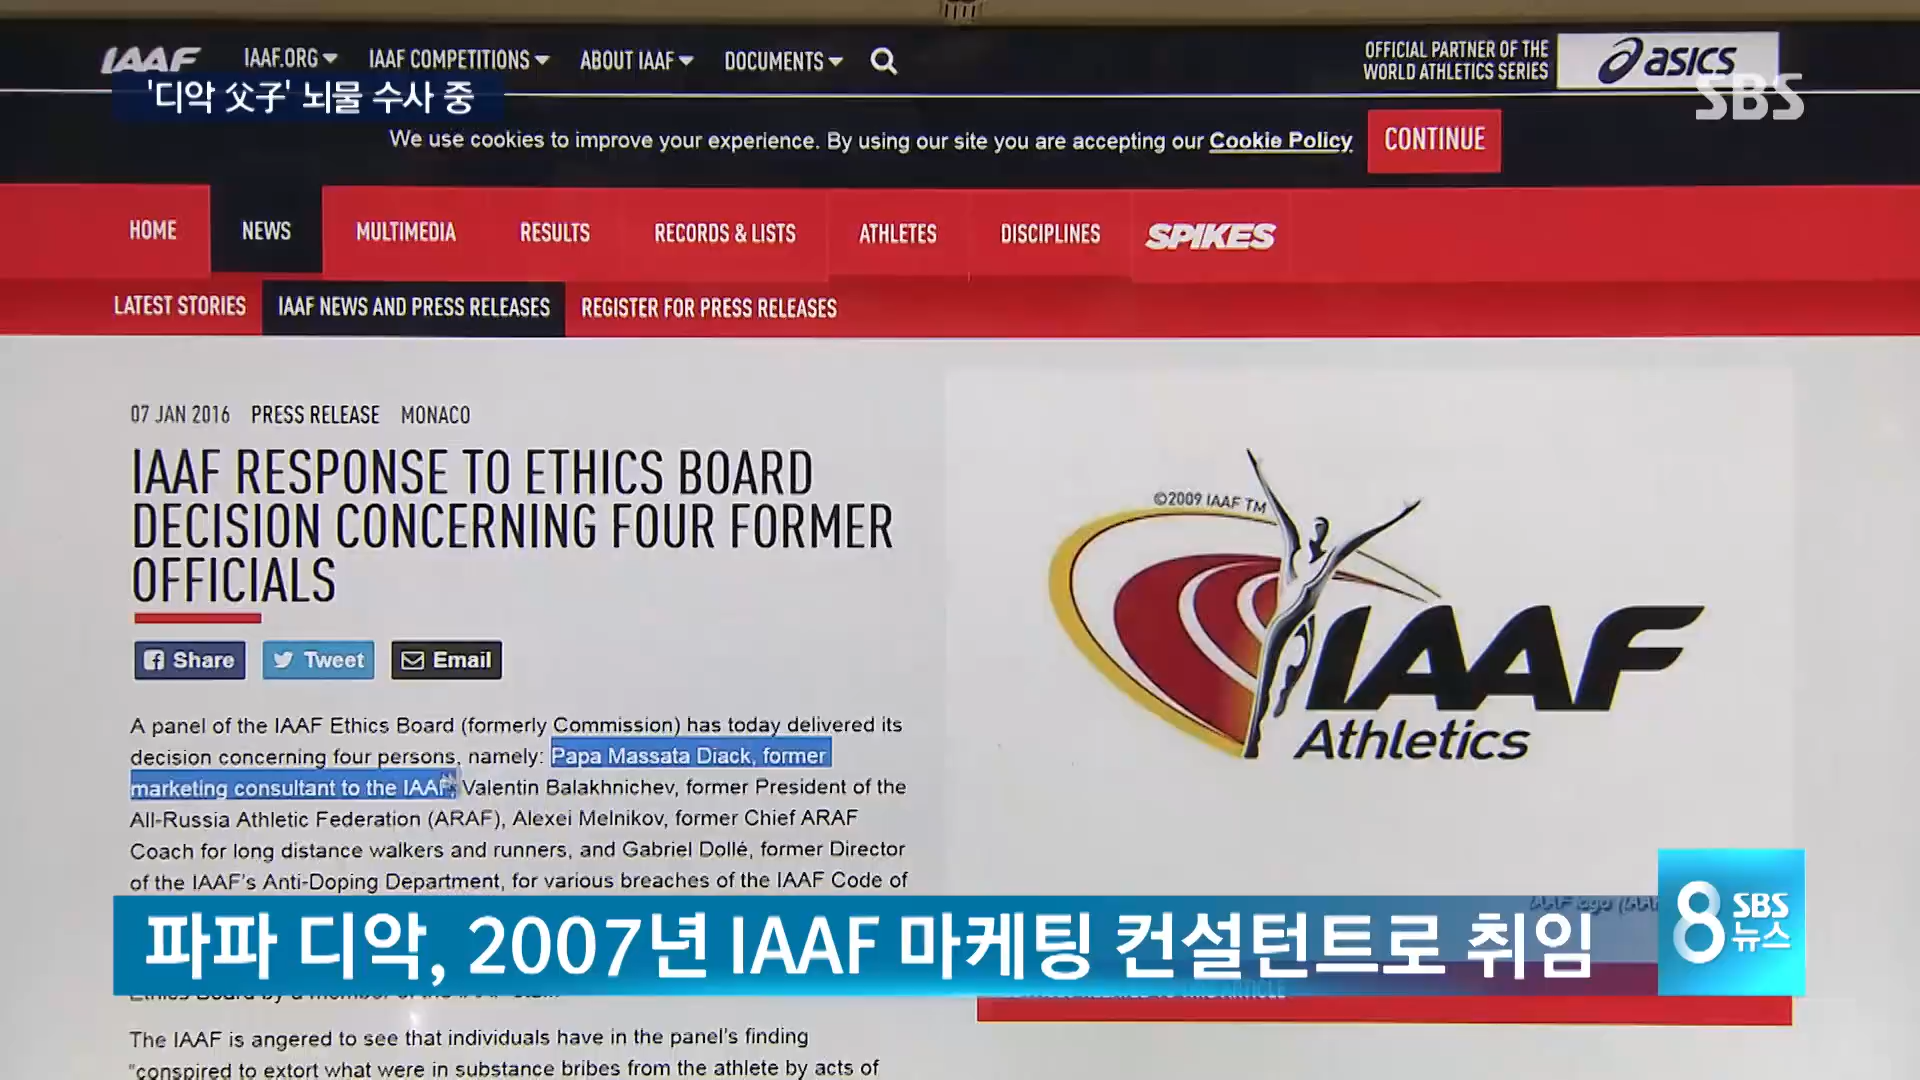 IAAF
IAAF.ORG
IAAF COMPETITIONS
ABOUT IAAF
DOCUMENTS
OFFICIAL PARTNER OF THE
WORLD ATHLETICS SERIES
asics
SBS
'디악 父子' 뇌물 수사 중
We use cookies to improve your experience. By using our site you are accepting our Cookie Policy
CONTINUE
HOME
NEWS
MULTIMEDIA
RESULTS
RECORDS & LISTS
ATHLETES
DISCIPLINES
SPIKES
LATEST STORIES
IAAF NEWS AND PRESS RELEASES
REGISTER FOR PRESS RELEASES
07 JAN 2016 PRESS RELEASE MONACO
IAAF RESPONSE TO ETHICS BOARD
DECISION CONCERNING FOUR FORMER
OFFICIALS
Share
Tweet
Email
©2009 IAAF TM
IAAF
Athletics
A panel of the IAAF Ethics Board (formerly Commission) has today delivered its
decision concerning four persons, namely: Papa Massata Diack, former
marketing consultant to the IAAF, Valentin Balakhnichev, former President of the
All-Russia Athletic Federation (ARAF), Alexei Melnikov, former Chief ARAF
Coach for long distance walkers and runners, and Gabriel Dollé, former Director
of the IAAF's Anti-Doping Department, for various breaches of the IAAF Code of
IAAF logo (IAAF
파파 디악, 2007년 IAAF 마케팅 컨설턴트로 취임
8 SBS
뉴스
The IAAF is angered to see that individuals have in the panel's finding
"conspired to extort what were in substance bribes from the athlete by acts of